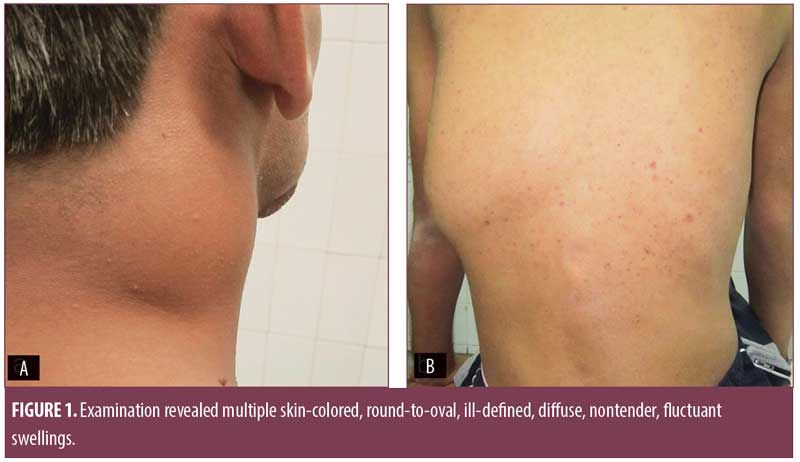 A
B
FIGURE 1. Examination revealed multiple skin-colored, round-to-oval, ill-defined, diffuse, nontender, fluctuant
swellings.